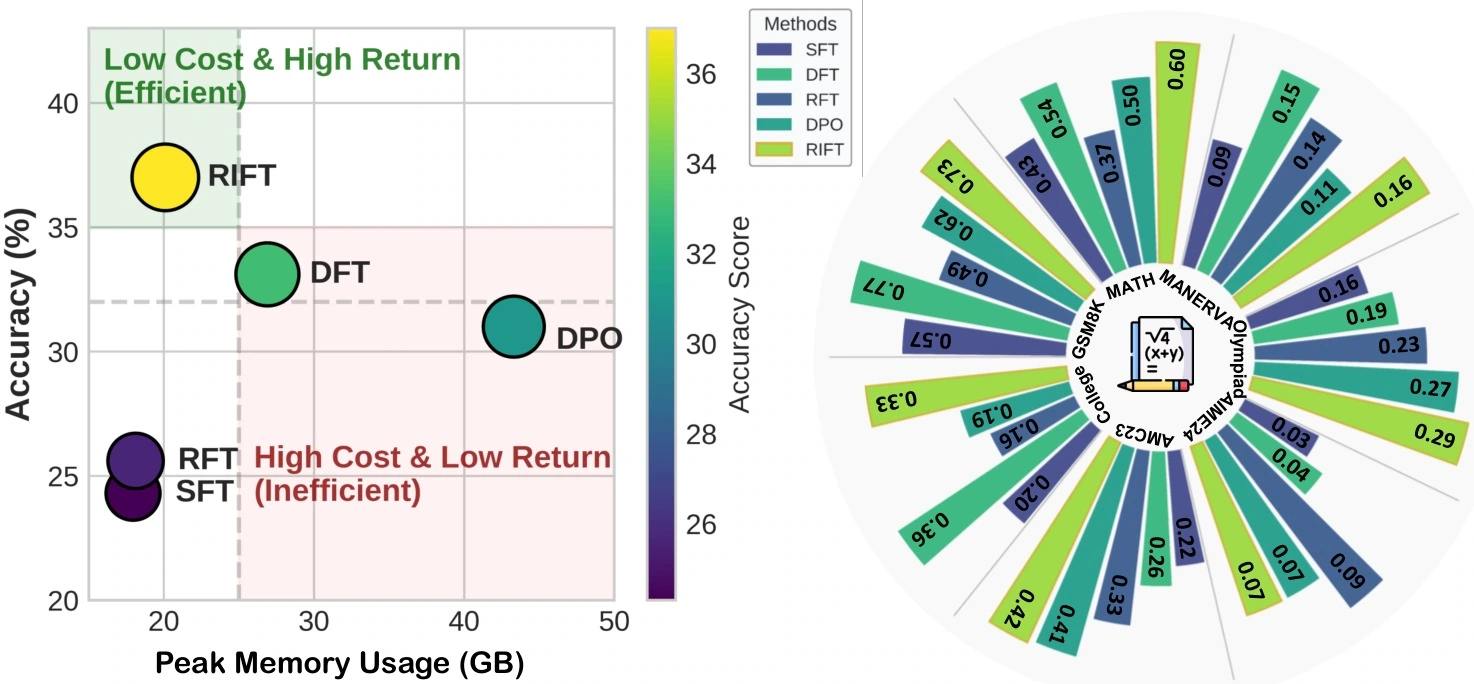 Low Cost & High Return
(Efficient)
RIFT
DFT
DPO
RFT
SFT
High Cost & Low Return
(Inefficient)
40
35
30
25
20
20
30
40
50
Accuracy (%)
Peak Memory Usage (GB)
36
34
32
30
28
26
Accuracy Score
Methods
SFT
DFT
RFT
DPO
RIFT
MATH
0.43
0.54
0.37
0.50
0.60
MANERVA
0.09
0.15
0.14
0.11
0.16
Olympiad
0.16
0.19
0.23
0.27
0.29
AIME24
0.03
0.04
0.09
0.07
0.07
AMC23
0.22
0.26
0.33
0.41
0.42
College
0.20
0.36
0.16
0.19
0.33
GSM8K
0.57
0.77
0.49
0.62
0.73
√4
(x+y)
=